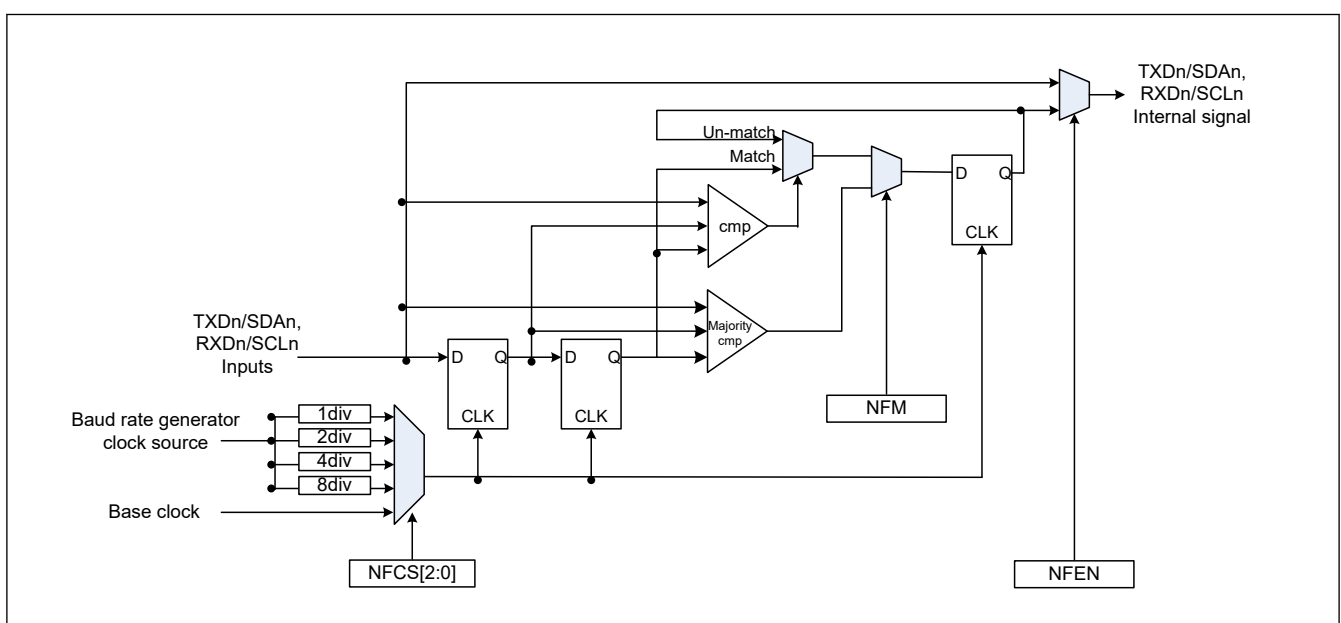 TXDn/SDAn,
RXDn/SCLn
Internal signal
Un-match
Match
cmp
D
Q
CLK
Majority
cmp
TXDn/SDAn,
RXDn/SCLn
Inputs
D
Q
CLK
D
Q
CLK
NFM
Baud rate generator
clock source
1div
2div
4div
8div
Base clock
NFCS[2:0]
NFEN